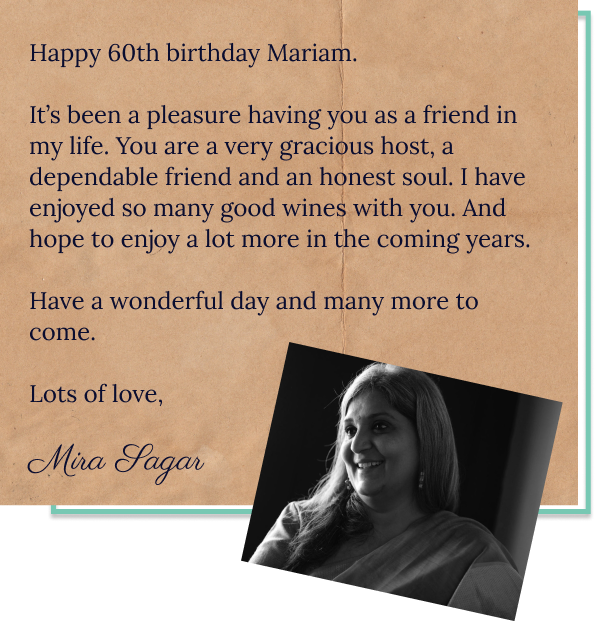 Happy 60th birthday Mariam.
It’s been a pleasure having you as a friend in
my life. You are a very gracious host, a
dependable friend and an honest soul. I have
enjoyed so many good wines with you. And
hope to enjoy a lot more in the coming years.
Have a wonderful day and many more to
come.
Lots of love,
Mira Sagar